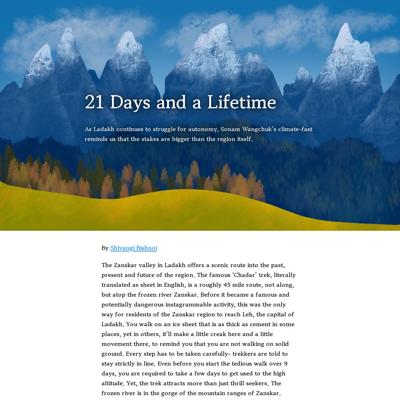 21 Days and a Lifetime
As Ladakh continues to struggle for autonomy, Sonam Wangchuk's climate-fast
reminds us that the stakes are bigger than the region itself.
By Shivangi Bishnoi
The Zanskar valley in Ladakh offers a scenic route into the past,
present and future of the region. The famous 'Chadar' trek, literally
translated as sheet in English, is a roughly 45 mile route, not along,
but atop the frozen river Zanskar. Before it became a famous and
potentially dangerous instagrammable activity, this was the only
way for residents of the Zanskar region to reach Leh, the capital of
Ladakh. You walk on an ice sheet that is as thick as cement in some
places, yet in others, it'll make a little creak here and a little
movement there, to remind you that you are not walking on solid
ground. Every step has to be taken carefully- trekkers are told to
stay strictly in line. Even before you start the tedious walk over 9
days, you are required to take a few days to get used to the high
altitude. Yet, the trek attracts more than just thrill seekers. The
frozen river is in the gorge of the mountain ranges of Zanskar.